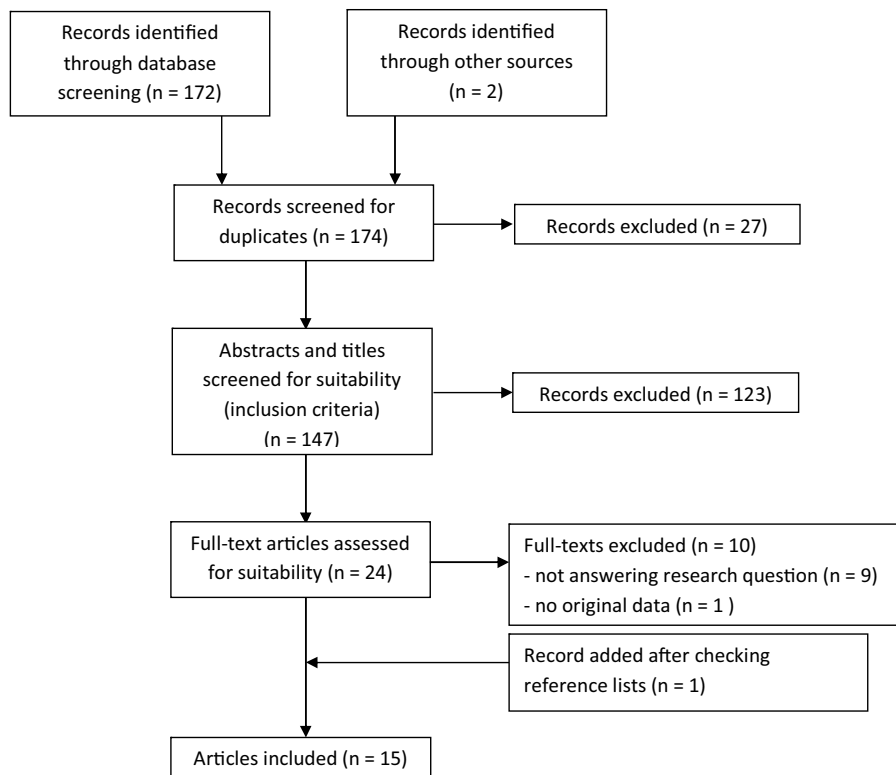 Records identified
through database
screening (n = 172)
Records identified
through other sources
(n = 2)
Records screened for
duplicates (n = 174)
Records excluded (n = 27)
Abstracts and titles
screened for suitability
(inclusion criteria)
(n = 147)
Records excluded (n = 123)
Full-text articles assessed
for suitability (n = 24)
Full-texts excluded (n = 10)
- not answering research question (n = 9)
- no original data (n = 1 )
Record added after checking
reference lists (n = 1)
Articles included (n = 15)